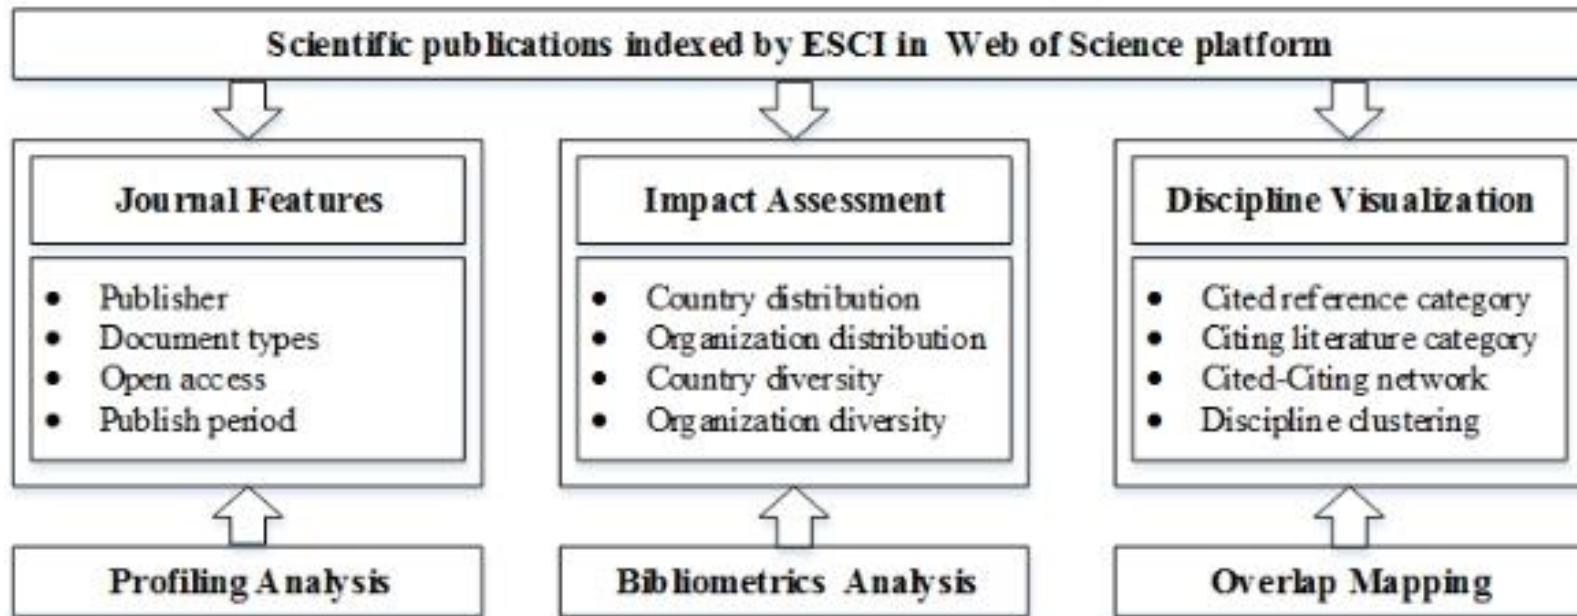 Scientific publications indexed by ESCI in Web of Science platform
Journal Features
• Publisher
• Document types
• Open access
• Publish period
Profiling Analysis
Impact Assessment
• Country distribution
• Organization distribution
• Country diversity
• Organization diversity
Bibliometrics Analysis
Discipline Visualization
• Cited reference category
• Citing literature category
• Cited-Citing network
• Discipline clustering
Overlap Mapping